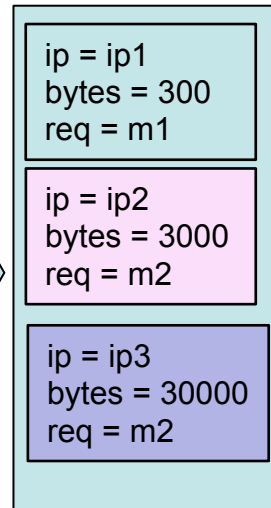 ip = ip1
bytes = 300
req = m1
ip = ip2
bytes = 3000
req = m2
ip = ip3
bytes = 30000
req = m2